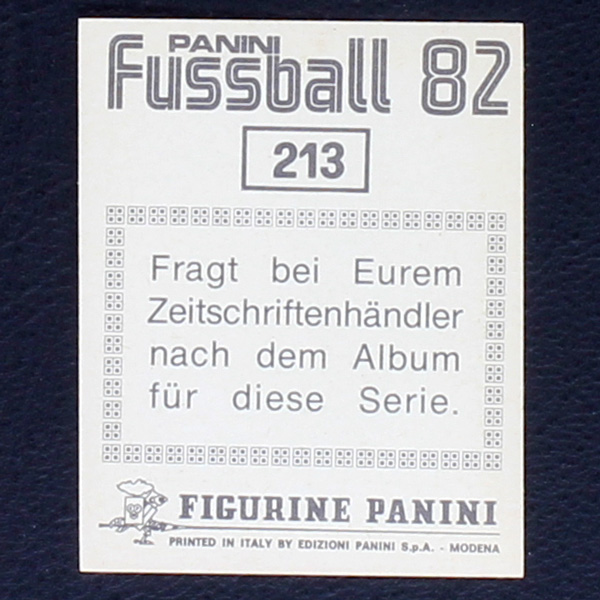 PANINI
Fussball 82
213
Fragt bei Eurem
Zeitschriftenhändler
nach dem Album
für diese Serie.
FIGURINE PANINI
PRINTED IN ITALY BY EDIZIONI PANINI S.p.A. - MODENA